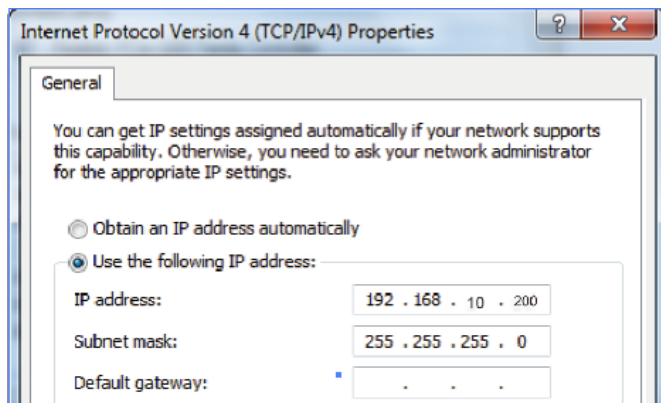 Internet Protocol Version 4 (TCP/IPv4) Properties
? X
General
You can get IP settings assigned automatically if your network supports
this capability. Otherwise, you need to ask your network administrator
for the appropriate IP settings.
Obtain an IP address automatically
Use the following IP address:
IP address: 192 . 168 . 10 . 200
Subnet mask: 255 . 255 . 255 . 0
Default gateway: . . .